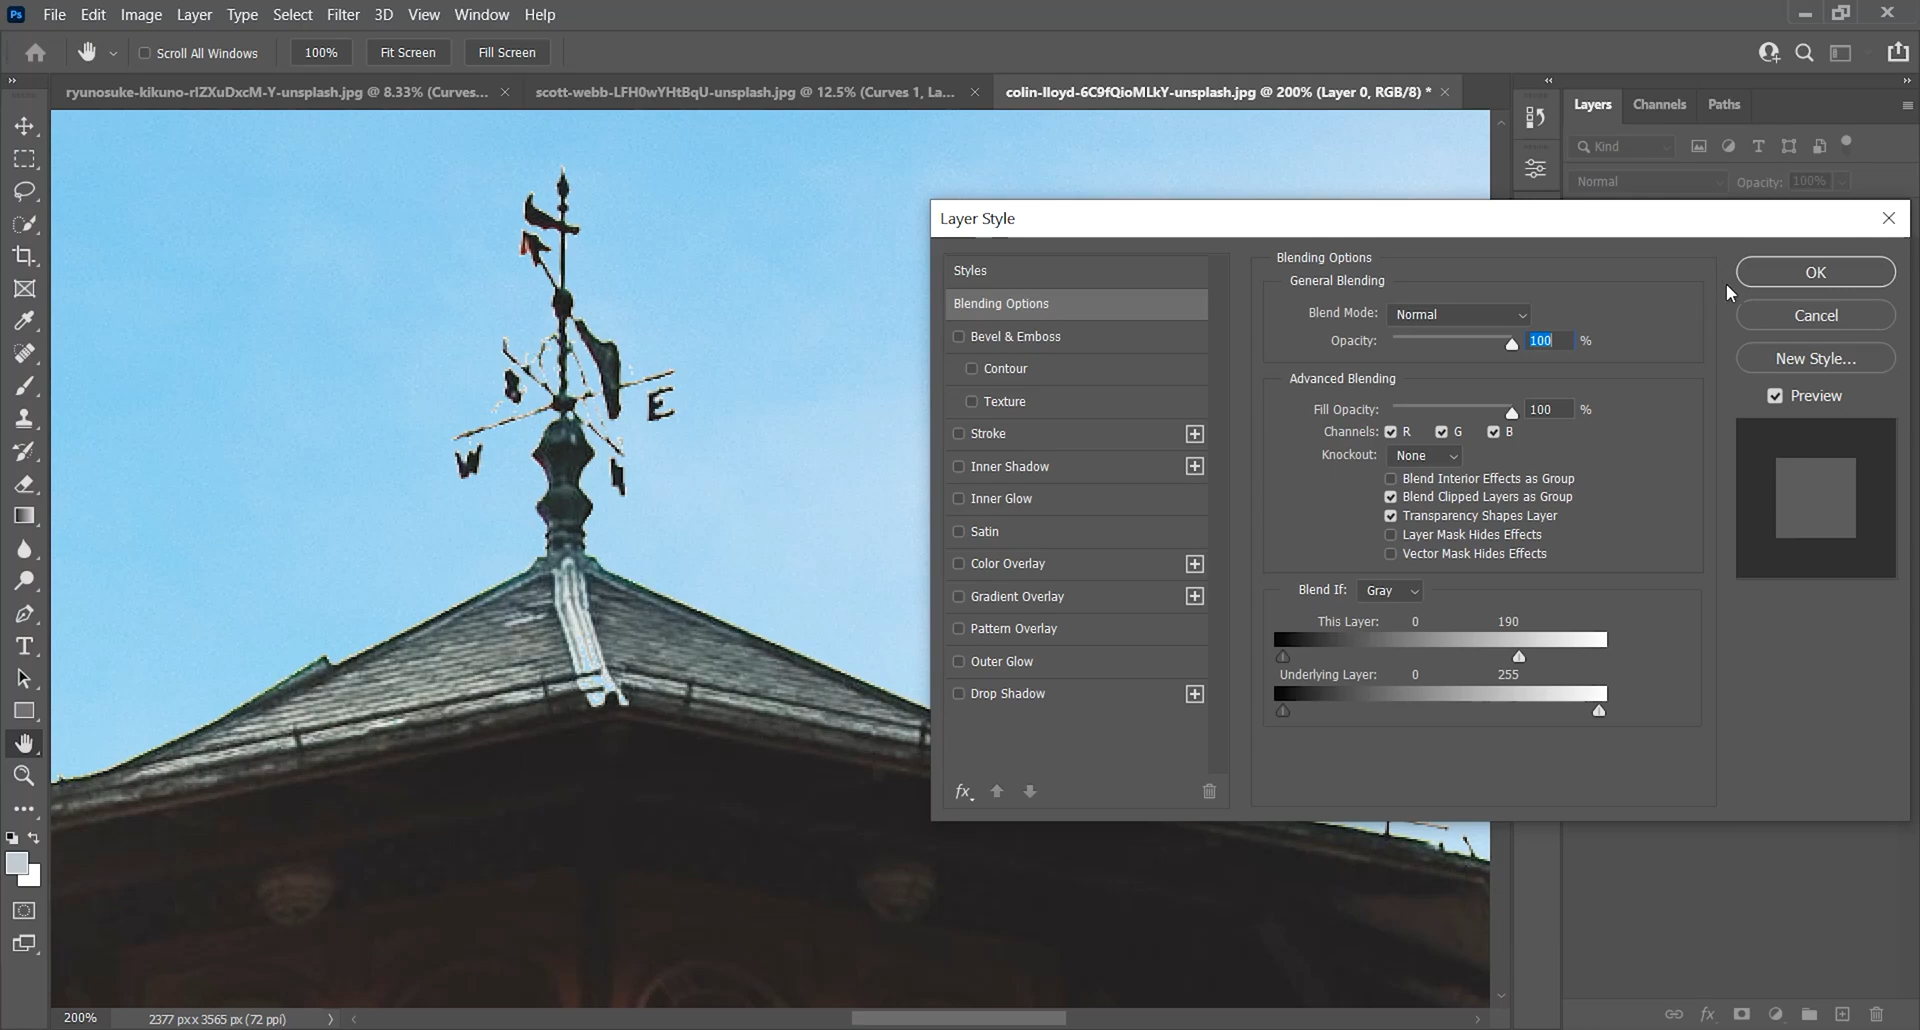 Ps File Edit Image Layer Type Select Filter 3D View Window Help
Scroll All Windows 100% Fit Screen Fill Screen
ryunosuke-kikuno-rIZXuDxcM-Y-unsplash.jpg @ 8.33% (Curves... scott-webb-LFH0wYHtBqU-unsplash.jpg @ 12.5% (Curves 1, La... colin-lloyd-6C9fQioMLkY-unsplash.jpg @ 200% (Layer 0, RGB/8) *
Layers Channels Paths
Kind
Normal Opacity: 100%
Layer Style
Styles
Blending Options
Bevel & Emboss
Contour
Texture
Stroke
Inner Shadow
Inner Glow
Satin
Color Overlay
Gradient Overlay
Pattern Overlay
Outer Glow
Drop Shadow
fx
Blending Options
General Blending
Blend Mode: Normal
Opacity: 100 %
Advanced Blending
Fill Opacity: 100 %
Channels: R G B
Knockout: None
Blend Interior Effects as Group
Blend Clipped Layers as Group
Transparency Shapes Layer
Layer Mask Hides Effects
Vector Mask Hides Effects
Blend If: Gray
This Layer: 0 190
Underlying Layer: 0 255
OK
Cancel
New Style...
Preview
E
W
200% 2377 px x 3565 px (72 ppi)
fx